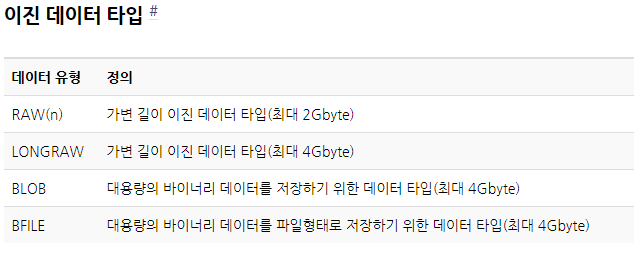 이진 데이터 타입 #
데이터 유형 정의
RAW(n) 가변 길이 이진 데이터 타입(최대 2Gbyte)
LONGRAW 가변 길이 이진 데이터 타입(최대 4Gbyte)
BLOB 대용량의 바이너리 데이터를 저장하기 위한 데이터 타입(최대 4Gbyte)
BFILE 대용량의 바이너리 데이터를 파일형태로 저장하기 위한 데이터 타입(최대 4Gbyte)